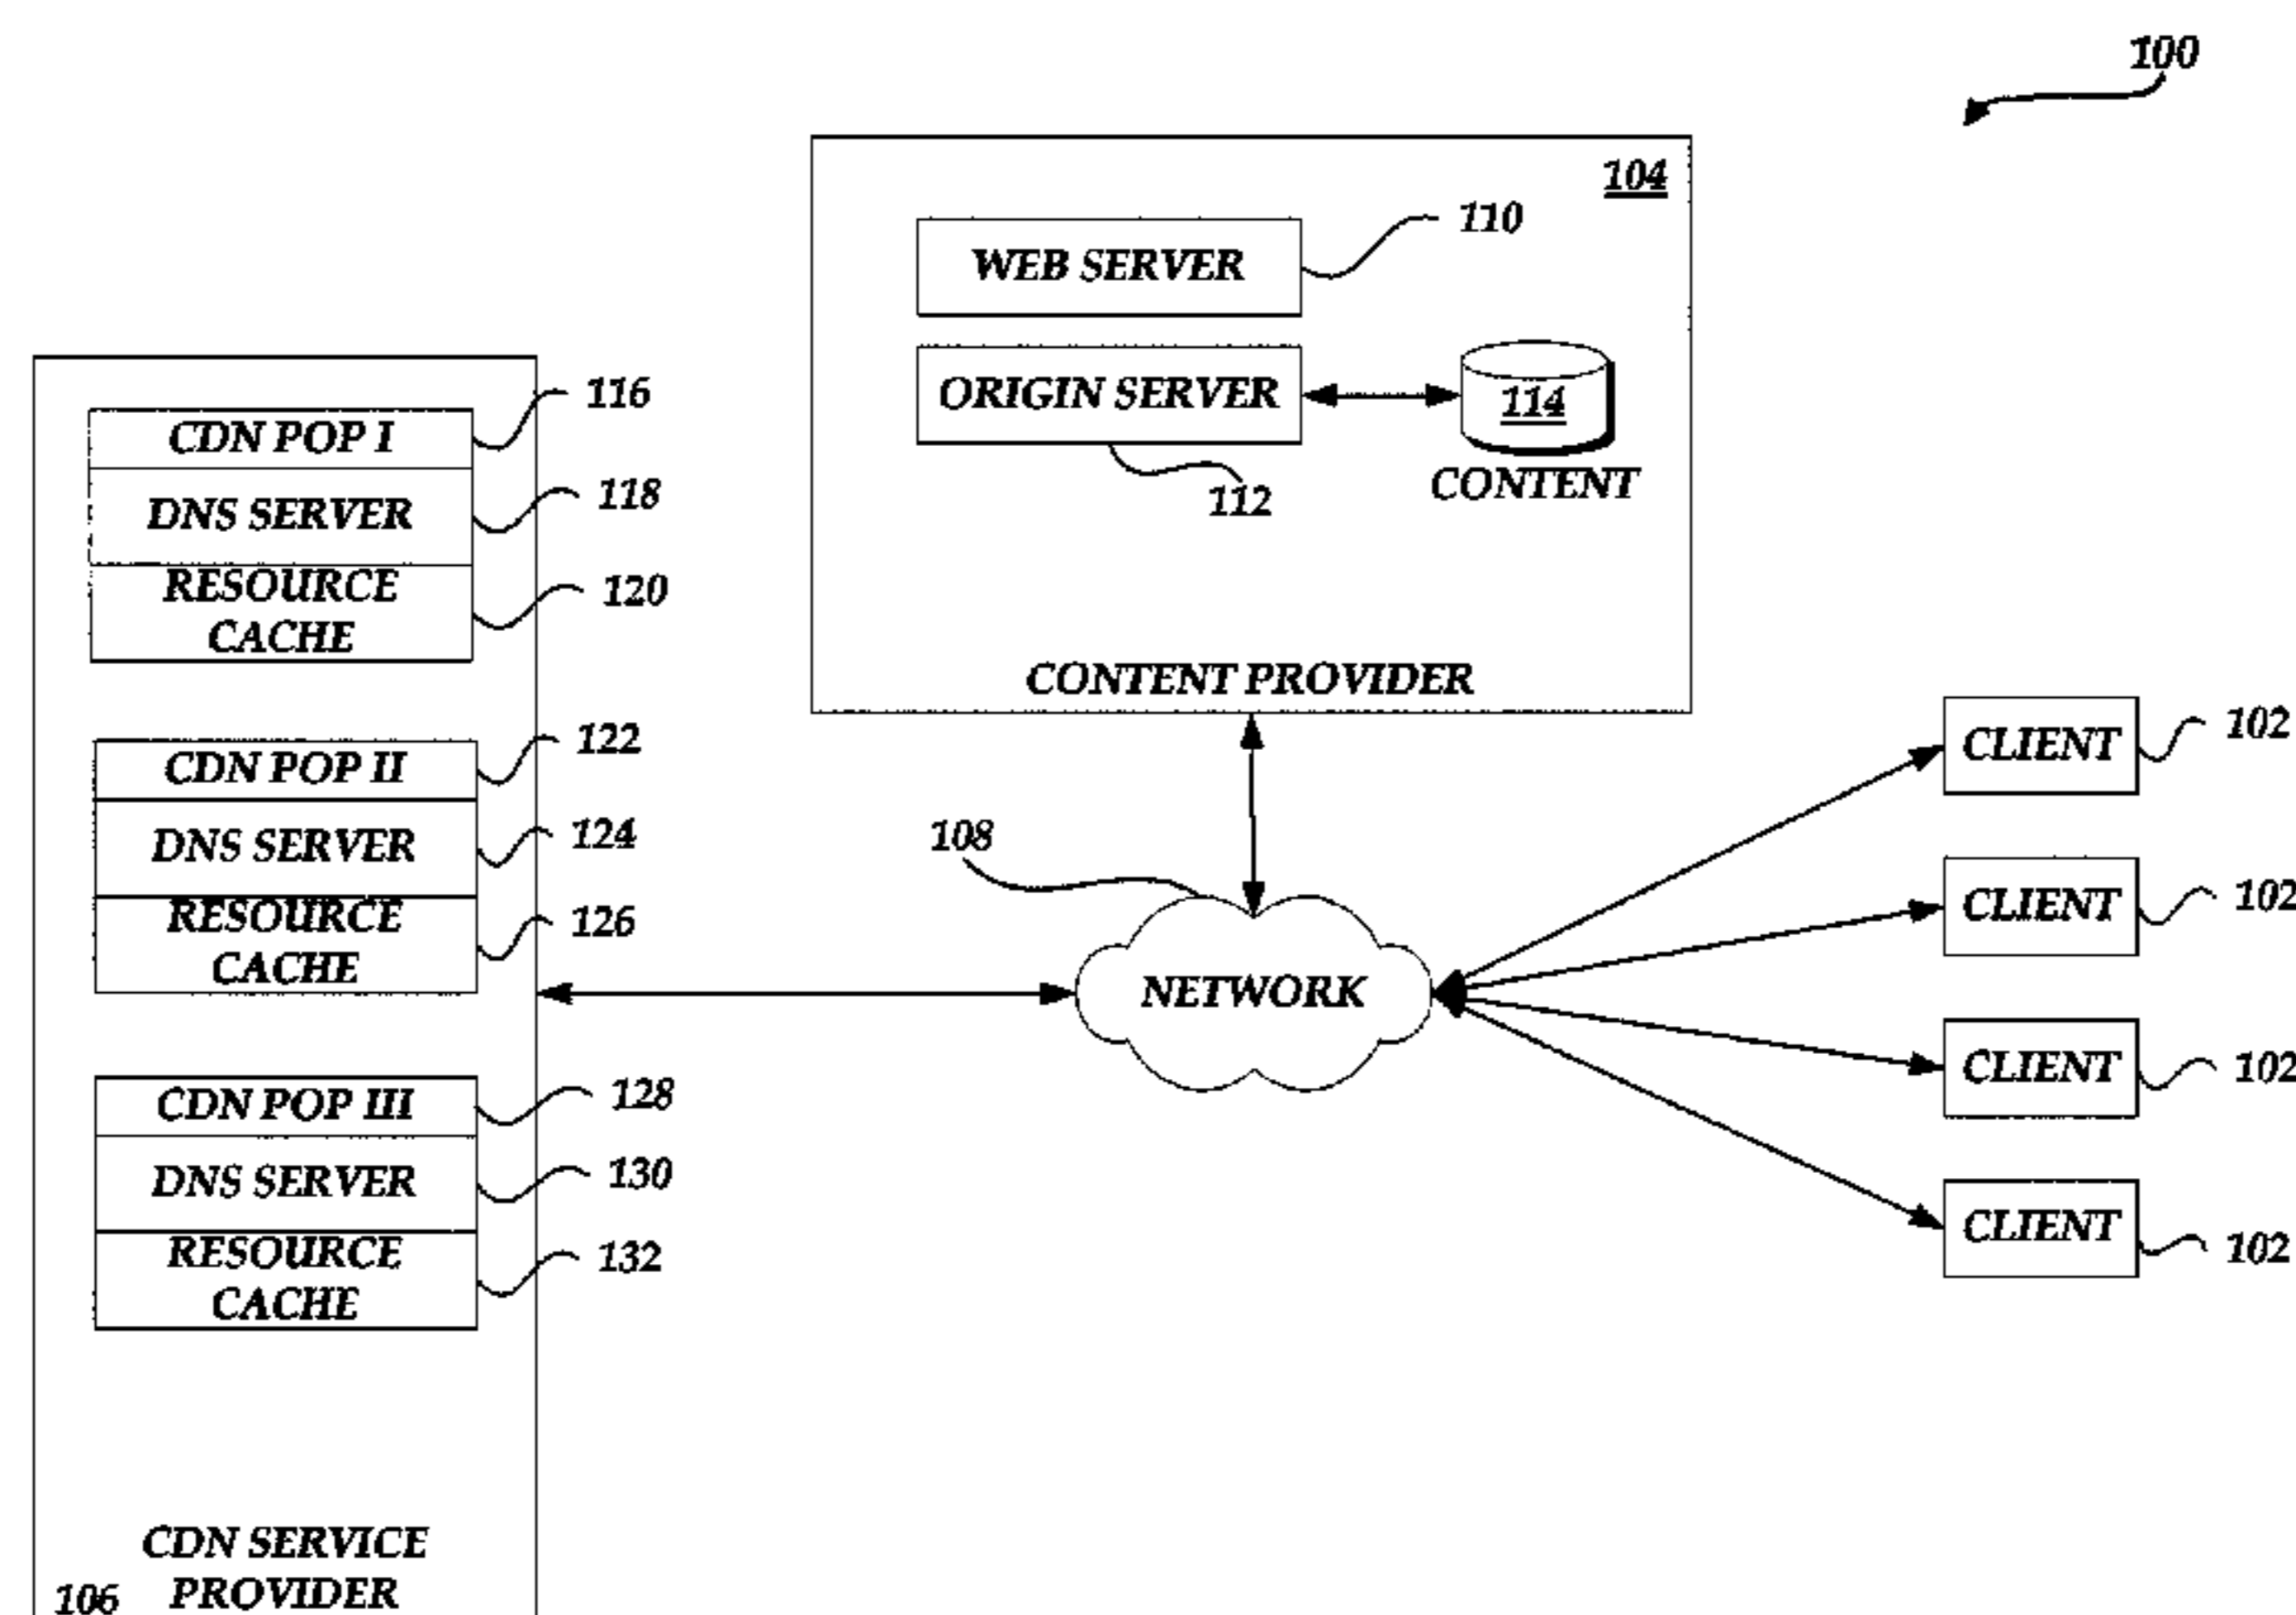 100
104
110
WEB SERVER
ORIGIN SERVER
114
CONTENT
112
CONTENT PROVIDER
116
CDN POP I
118
DNS SERVER
120
RESOURCE
CACHE
122
CDN POP II
124
DNS SERVER
126
RESOURCE
CACHE
128
CDN POP III
130
DNS SERVER
132
RESOURCE
CACHE
CDN SERVICE
PROVIDER
106
108
NETWORK
CLIENT
102
CLIENT
102
CLIENT
102
CLIENT
102